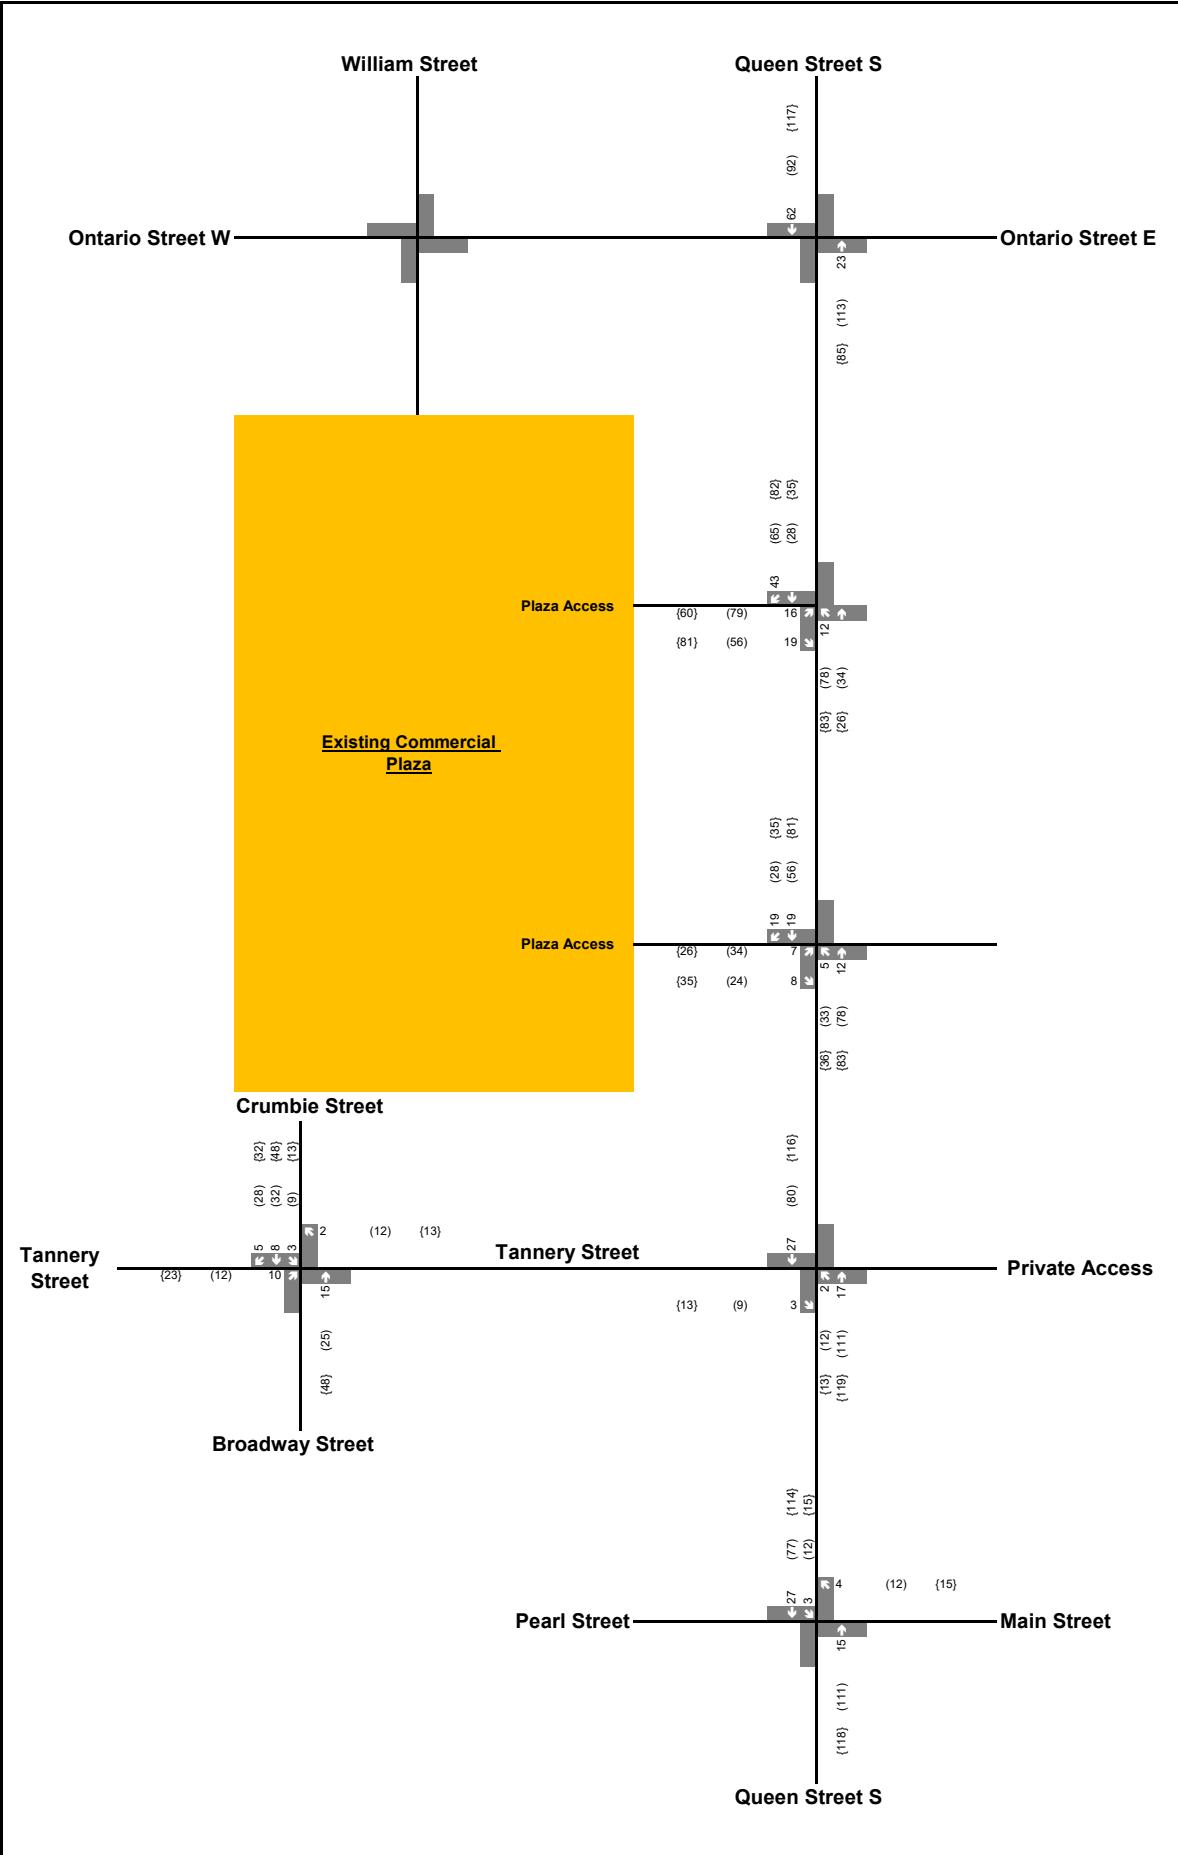 William Street
Queen Street S
{117}
(92)
62
Ontario Street W
Ontario Street E
23
(113)
{85}
{82} {35}
(65) (28)
43
Plaza Access
{60} (79) 16
12
{81} (56) 19
(78) (34)
{83} {26}
Existing Commercial
Plaza
{35} {81}
(28) (56)
19 19
Plaza Access
{26} (34) 7
5 12
{35} (24) 8
(33) (78)
{36} {83}
Crumbie Street
{32} {48} {13}
{116}
(28) (32) (9)
(80)
2 (12) {13}
5 8 3
27
Tannery
Street
Tannery Street
Private Access
{23} (12) 10
15
2 17
{13} (9) 3
(25)
(12) (111)
{48}
{13} {119}
Broadway Street
{114} {15}
(77) (12)
4 (12) {15}
27 3
Pearl Street
Main Street
15
(111)
{118}
Queen Street S